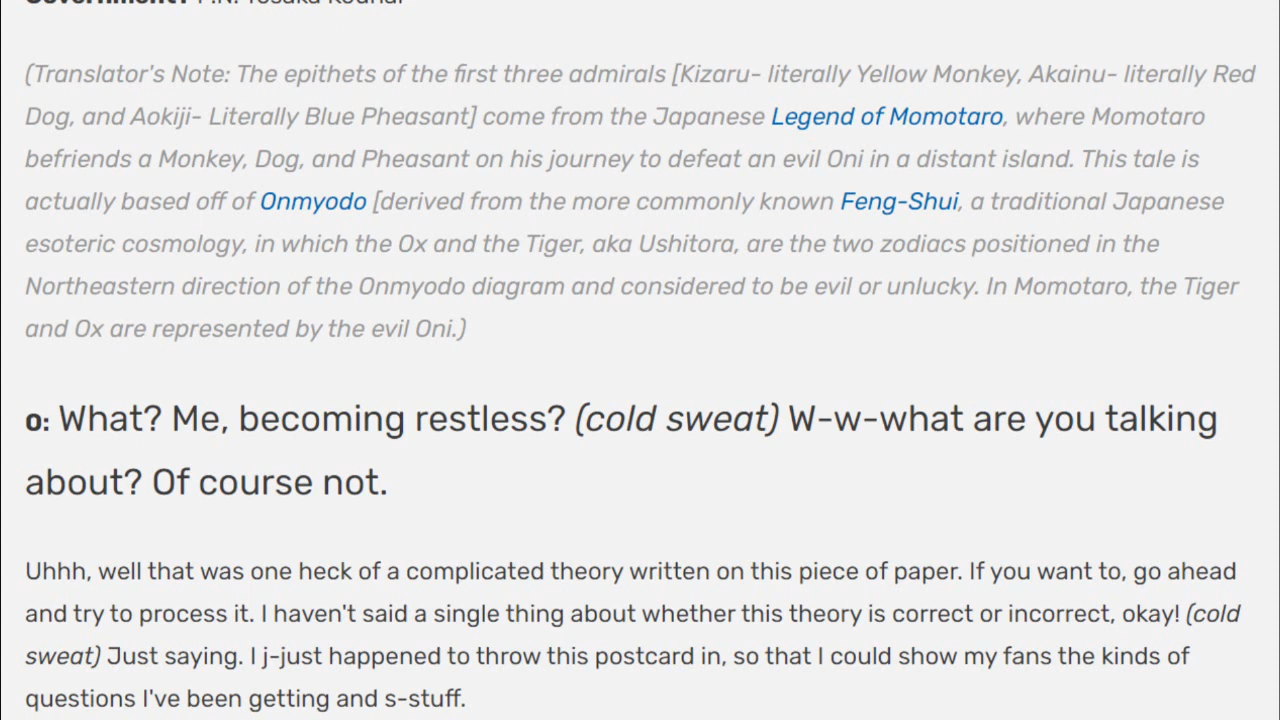 (Translator's Note: The epithets of the first three admirals [Kizaru- literally Yellow Monkey, Akainu- literally Red
Dog, and Aokiji- Literally Blue Pheasant] come from the Japanese Legend of Momotaro, where Momotaro
befriends a Monkey, Dog, and Pheasant on his journey to defeat an evil Oni in a distant island. This tale is
actually based off of Onmyodo [derived from the more commonly known Feng-Shui, a traditional Japanese
esoteric cosmology, in which the Ox and the Tiger, aka Ushitora, are the two zodiacs positioned in the
Northeastern direction of the Onmyodo diagram and considered to be evil or unlucky. In Momotaro, the Tiger
and Ox are represented by the evil Oni.)
O: What? Me, becoming restless? (cold sweat) W-w-what are you talking
about? Of course not.
Uhhh, well that was one heck of a complicated theory written on this piece of paper. If you want to, go ahead
and try to process it. I haven't said a single thing about whether this theory is correct or incorrect, okay! (cold
sweat) Just saying. I j-just happened to throw this postcard in, so that I could show my fans the kinds of
questions I've been getting and s-stuff.